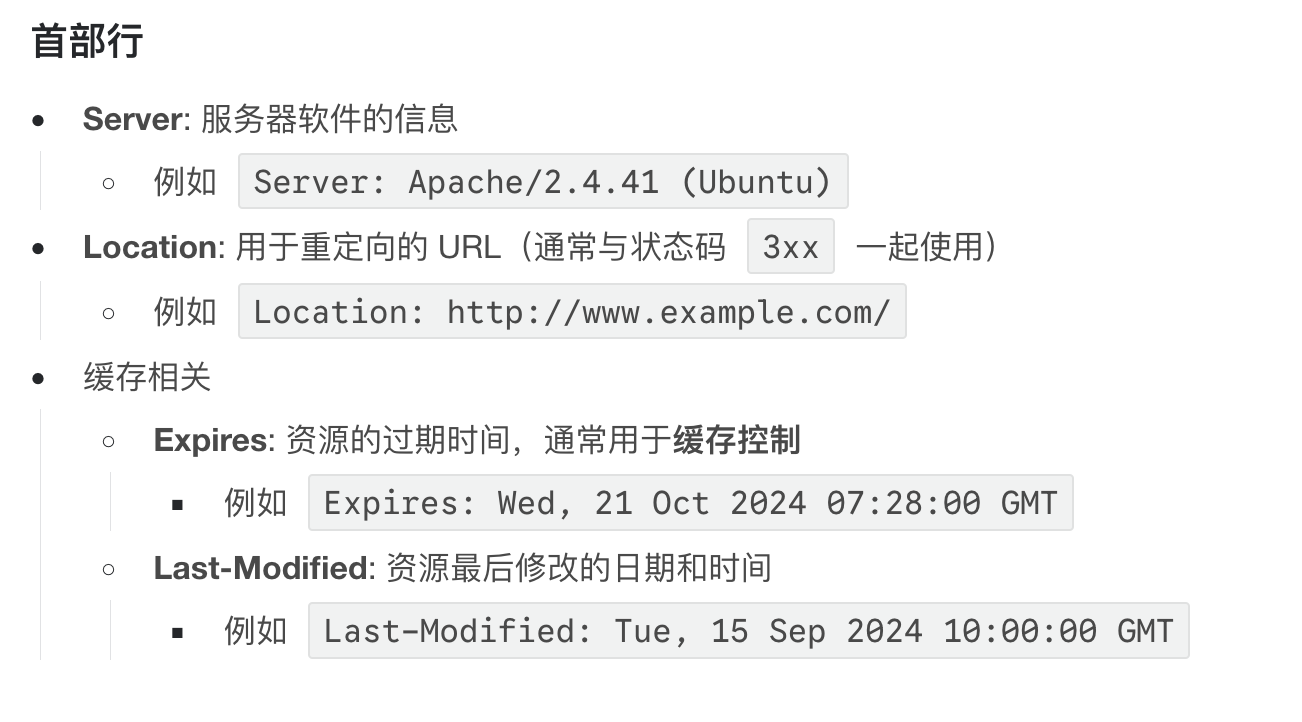 首部行
Server: 服务器软件的信息
例如 Server: Apache/2.4.41 (Ubuntu)
Location: 用于重定向的 URL（通常与状态码 3xx 一起使用）
例如 Location: http://www.example.com/
缓存相关
Expires: 资源的过期时间，通常用于缓存控制
例如 Expires: Wed, 21 Oct 2024 07:28:00 GMT
Last-Modified: 资源最后修改的日期和时间
例如 Last-Modified: Tue, 15 Sep 2024 10:00:00 GMT